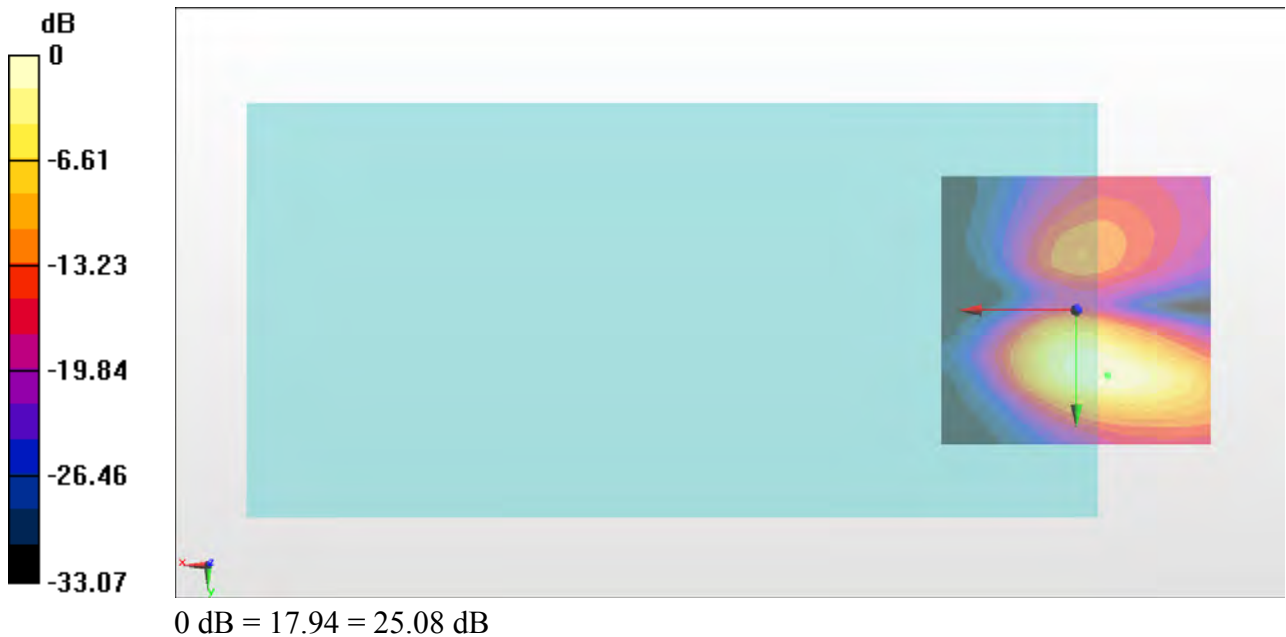 dB
0
-6.61
-13.23
-19.84
-26.46
-33.07
x z
y
0 dB = 17.94 = 25.08 dB